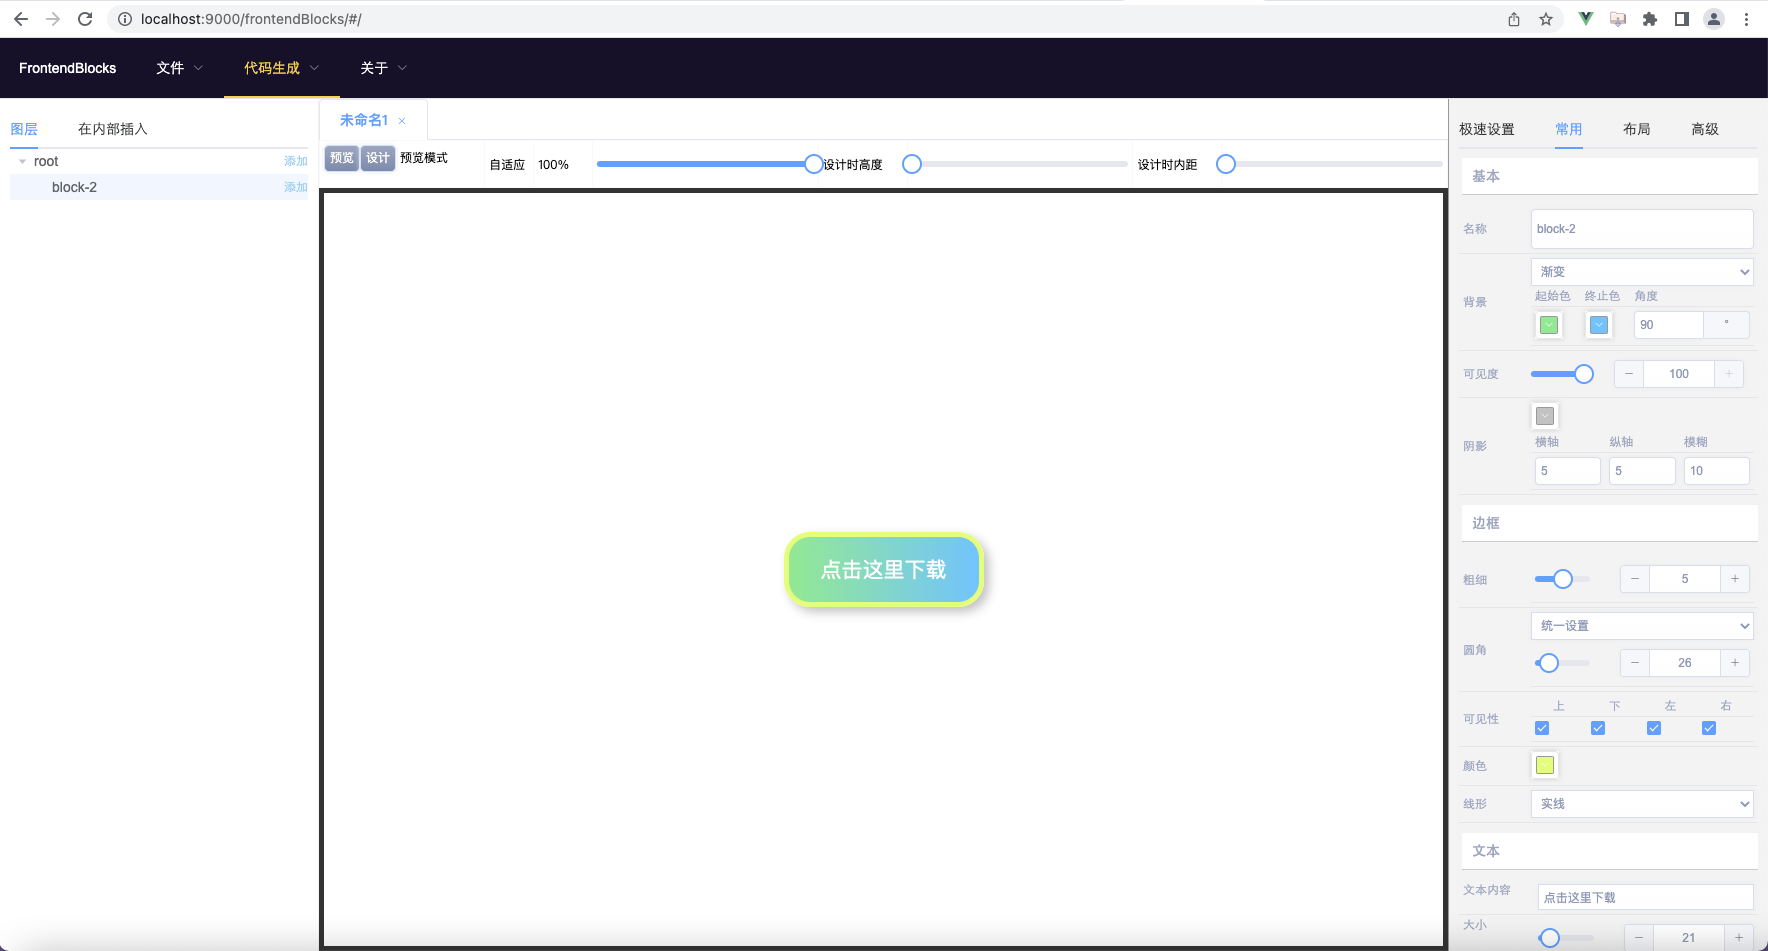 localhost:9000/frontendBlocks/#/
FrontendBlocks 文件 代码生成 关于
图层 在内部插入
root 添加
block-2 添加
未命名1 ×
预览 设计 预览模式 自适应 100% 设计时高度 设计时内距
点击这里下载
极速设置 常用 布局 高级
基本
名称 block-2
背景 渐变
起始色 终止色 角度
90 °
可见度 − 100 +
阴影
横轴 纵轴 模糊
5 5 10
边框
粗细 − 5 +
圆角 统一设置
− 26 +
可见性 上 下 左 右
颜色
线形 实线
文本
文本内容 点击这里下载
大小 − 21 +